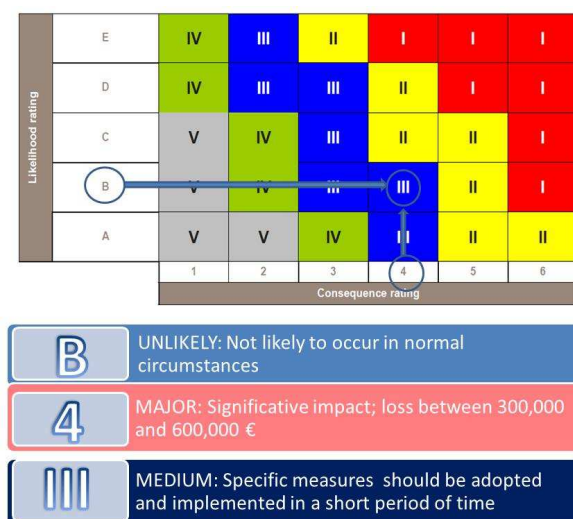 Likelihood rating
E IV III II I I I
D IV III III II I I
C V IV III II II I
B V IV III III II I
A V V IV III II II
1 2 3 4 5 6
Consequence rating
B
UNLIKELY: Not likely to occur in normal
circumstances
4
MAJOR: Significative impact; loss between 300,000
and 600,000 €
III
MEDIUM: Specific measures should be adopted
and implemented in a short period of time